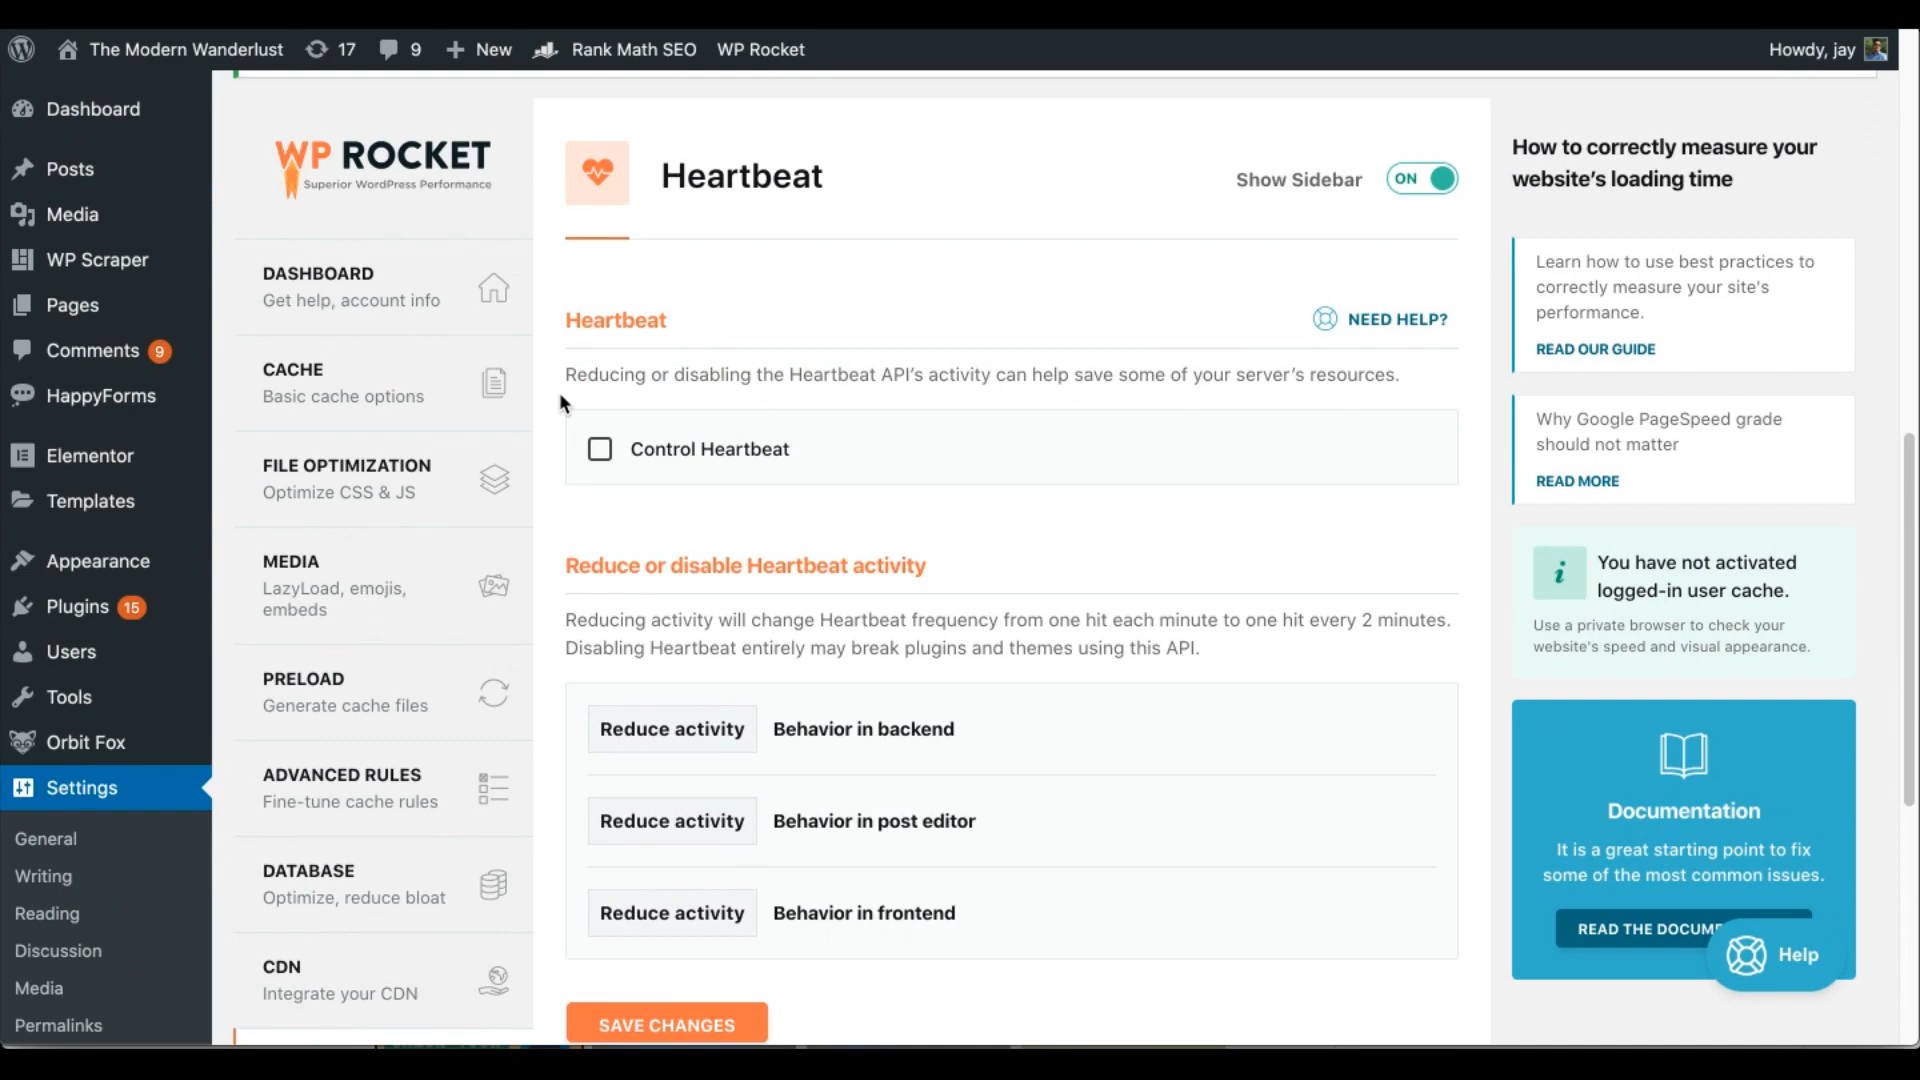 The Modern Wanderlust 17 9 New Rank Math SEO WP Rocket Howdy, jay
Dashboard
Posts
Media
WP Scraper
Pages
Comments 9
HappyForms
Elementor
Templates
Appearance
Plugins 15
Users
Tools
Orbit Fox
Settings
General
Writing
Reading
Discussion
Media
Permalinks
WP ROCKET
Superior WordPress Performance
DASHBOARD
Get help, account info
CACHE
Basic cache options
FILE OPTIMIZATION
Optimize CSS & JS
MEDIA
LazyLoad, emojis,
embeds
PRELOAD
Generate cache files
ADVANCED RULES
Fine-tune cache rules
DATABASE
Optimize, reduce bloat
CDN
Integrate your CDN
Heartbeat
Show Sidebar ON
Heartbeat
NEED HELP?
Reducing or disabling the Heartbeat API's activity can help save some of your server's resources.
Control Heartbeat
Reduce or disable Heartbeat activity
Reducing activity will change Heartbeat frequency from one hit each minute to one hit every 2 minutes.
Disabling Heartbeat entirely may break plugins and themes using this API.
Reduce activity Behavior in backend
Reduce activity Behavior in post editor
Reduce activity Behavior in frontend
SAVE CHANGES
How to correctly measure your
website's loading time
Learn how to use best practices to
correctly measure your site's
performance.
READ OUR GUIDE
Why Google PageSpeed grade
should not matter
READ MORE
You have not activated
logged-in user cache.
Use a private browser to check your
website's speed and visual appearance.
Documentation
It is a great starting point to fix
some of the most common issues.
READ THE DOCUME
Help